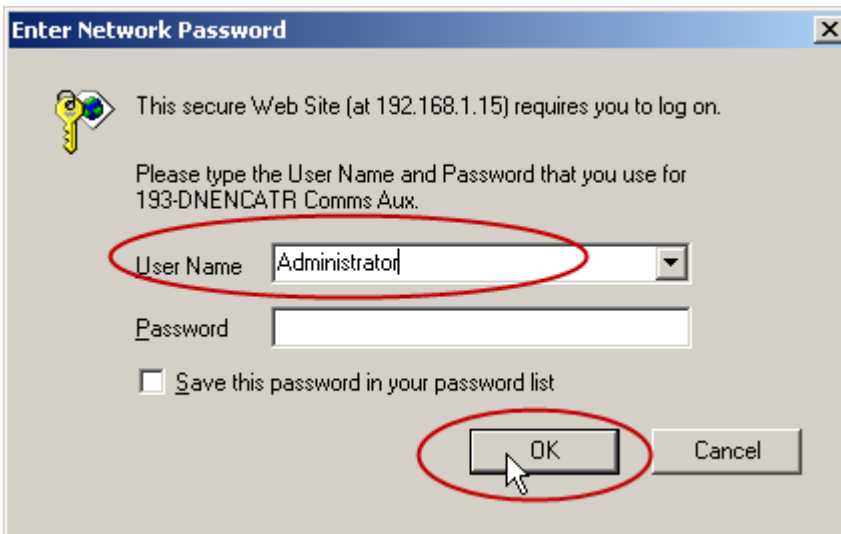 Enter Network Password
This secure Web Site (at 192.168.1.15) requires you to log on.
Please type the User Name and Password that you use for
193-DNENCATR Comms Aux.
User Name Administrator
Password
Save this password in your password list
OK Cancel